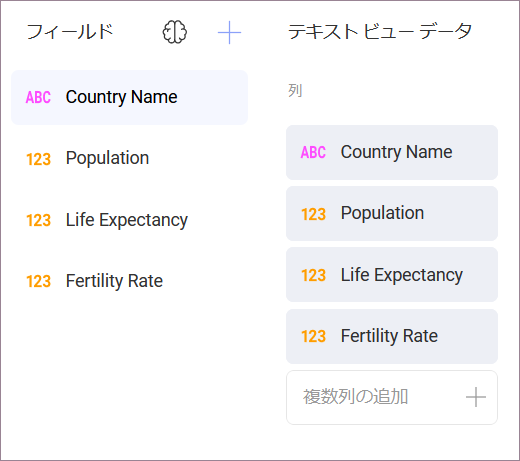 フィールド
ABC Country Name
123 Population
123 Life Expectancy
123 Fertility Rate
テキスト ビュー データ
列
ABC Country Name
123 Population
123 Life Expectancy
123 Fertility Rate
複数列の追加